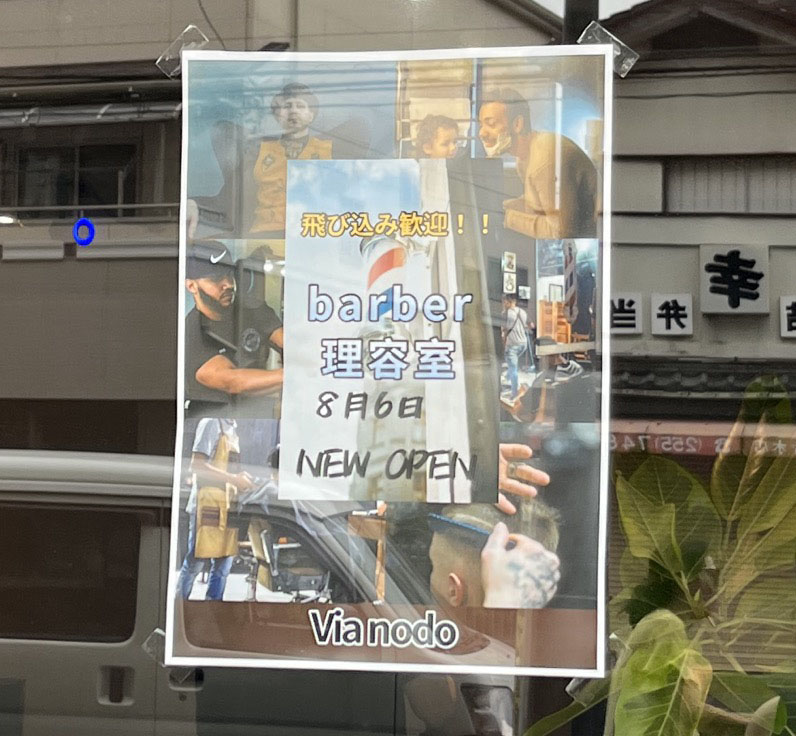 飛び込み歓迎！！
barber
理容室
8月6日
NEW OPEN
Via nodo
幸
弁当